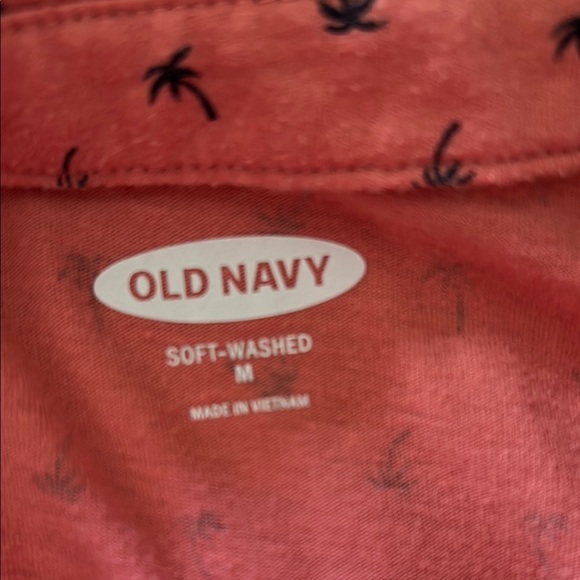 OLD NAVY
SOFT-WASHED
M
MADE IN VIETNAM